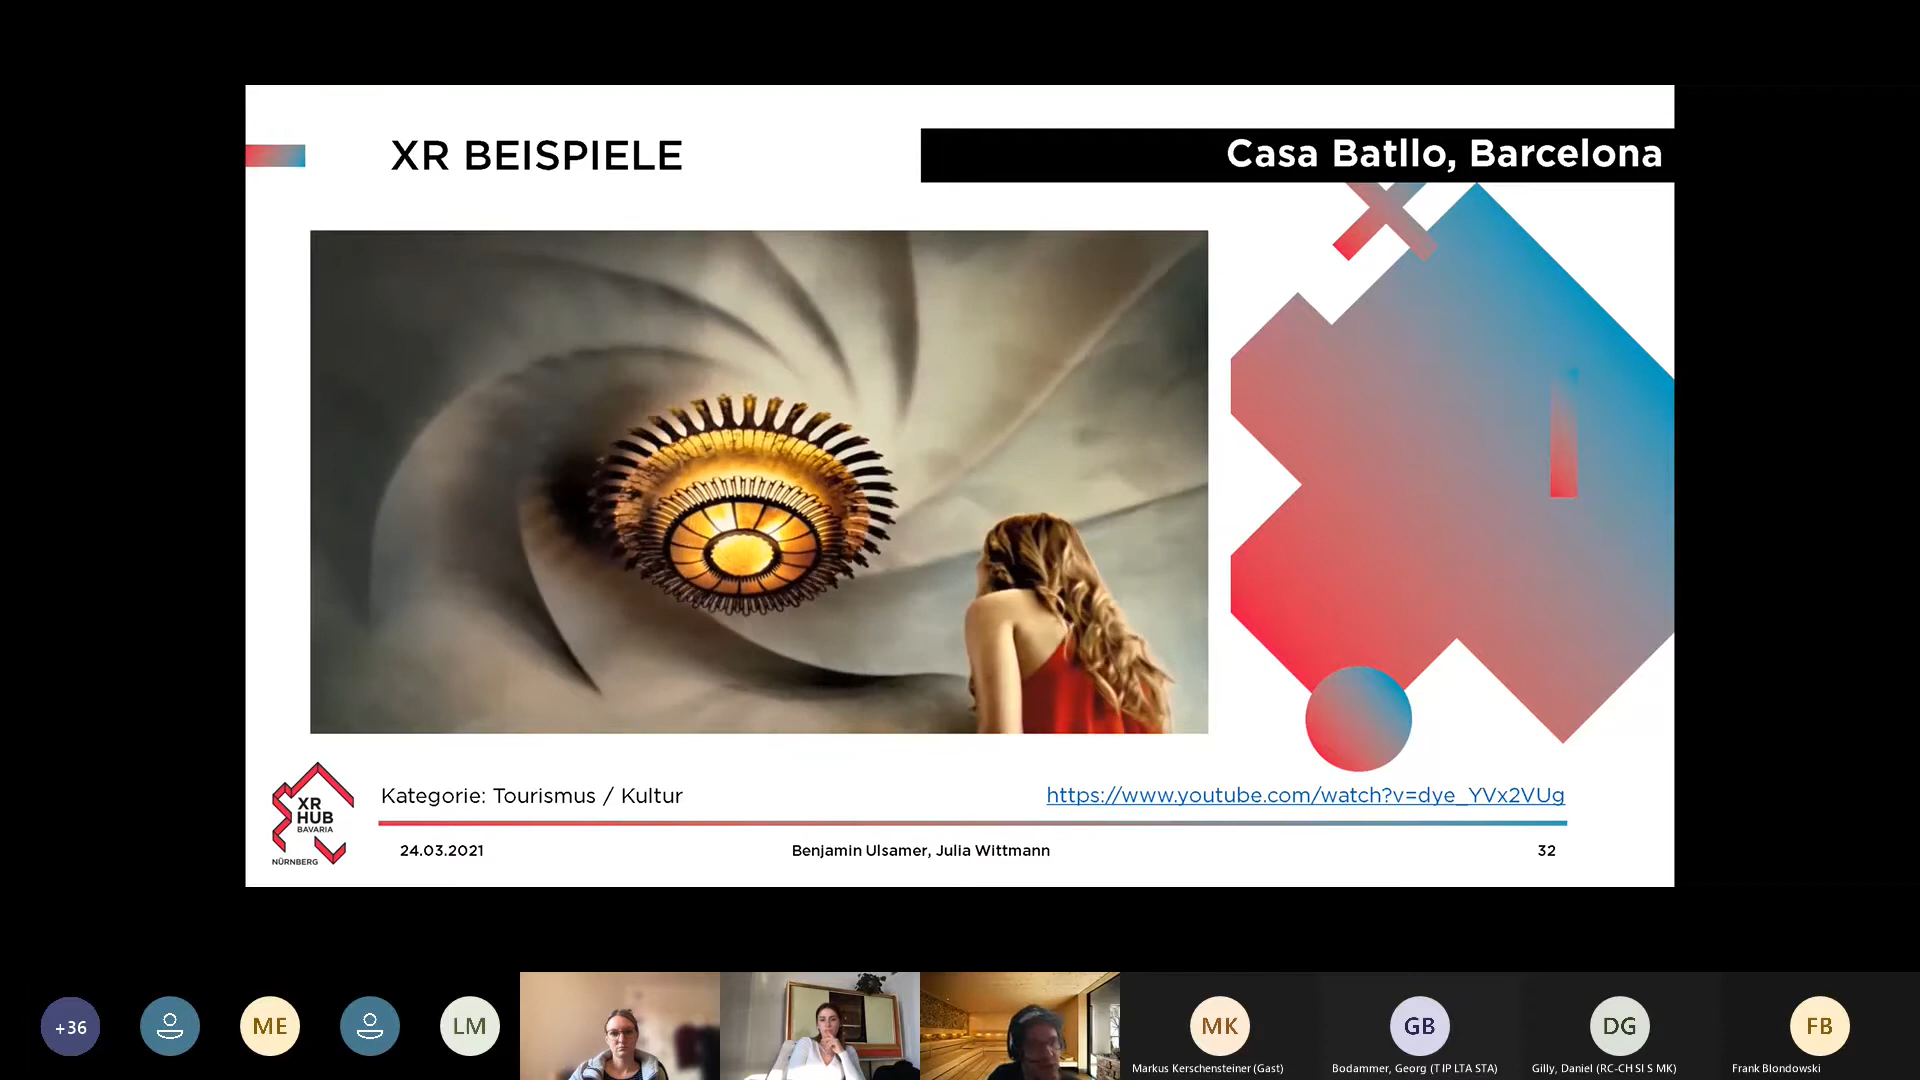 XR BEISPIELE
Casa Batllo, Barcelona
XR
HUB
BAVARIA
NÜRNBERG
Kategorie: Tourismus / Kultur
https://www.youtube.com/watch?v=dye_YVx2VUg
24.03.2021
Benjamin Ulsamer, Julia Wittmann
32
+36
ME
LM
MK
GB
DG
FB
Markus Kerschensteiner (Gast)
Bodammer, Georg (T IP LTA STA)
Gilly, Daniel (RC-CH SI S MK)
Frank Blondowski